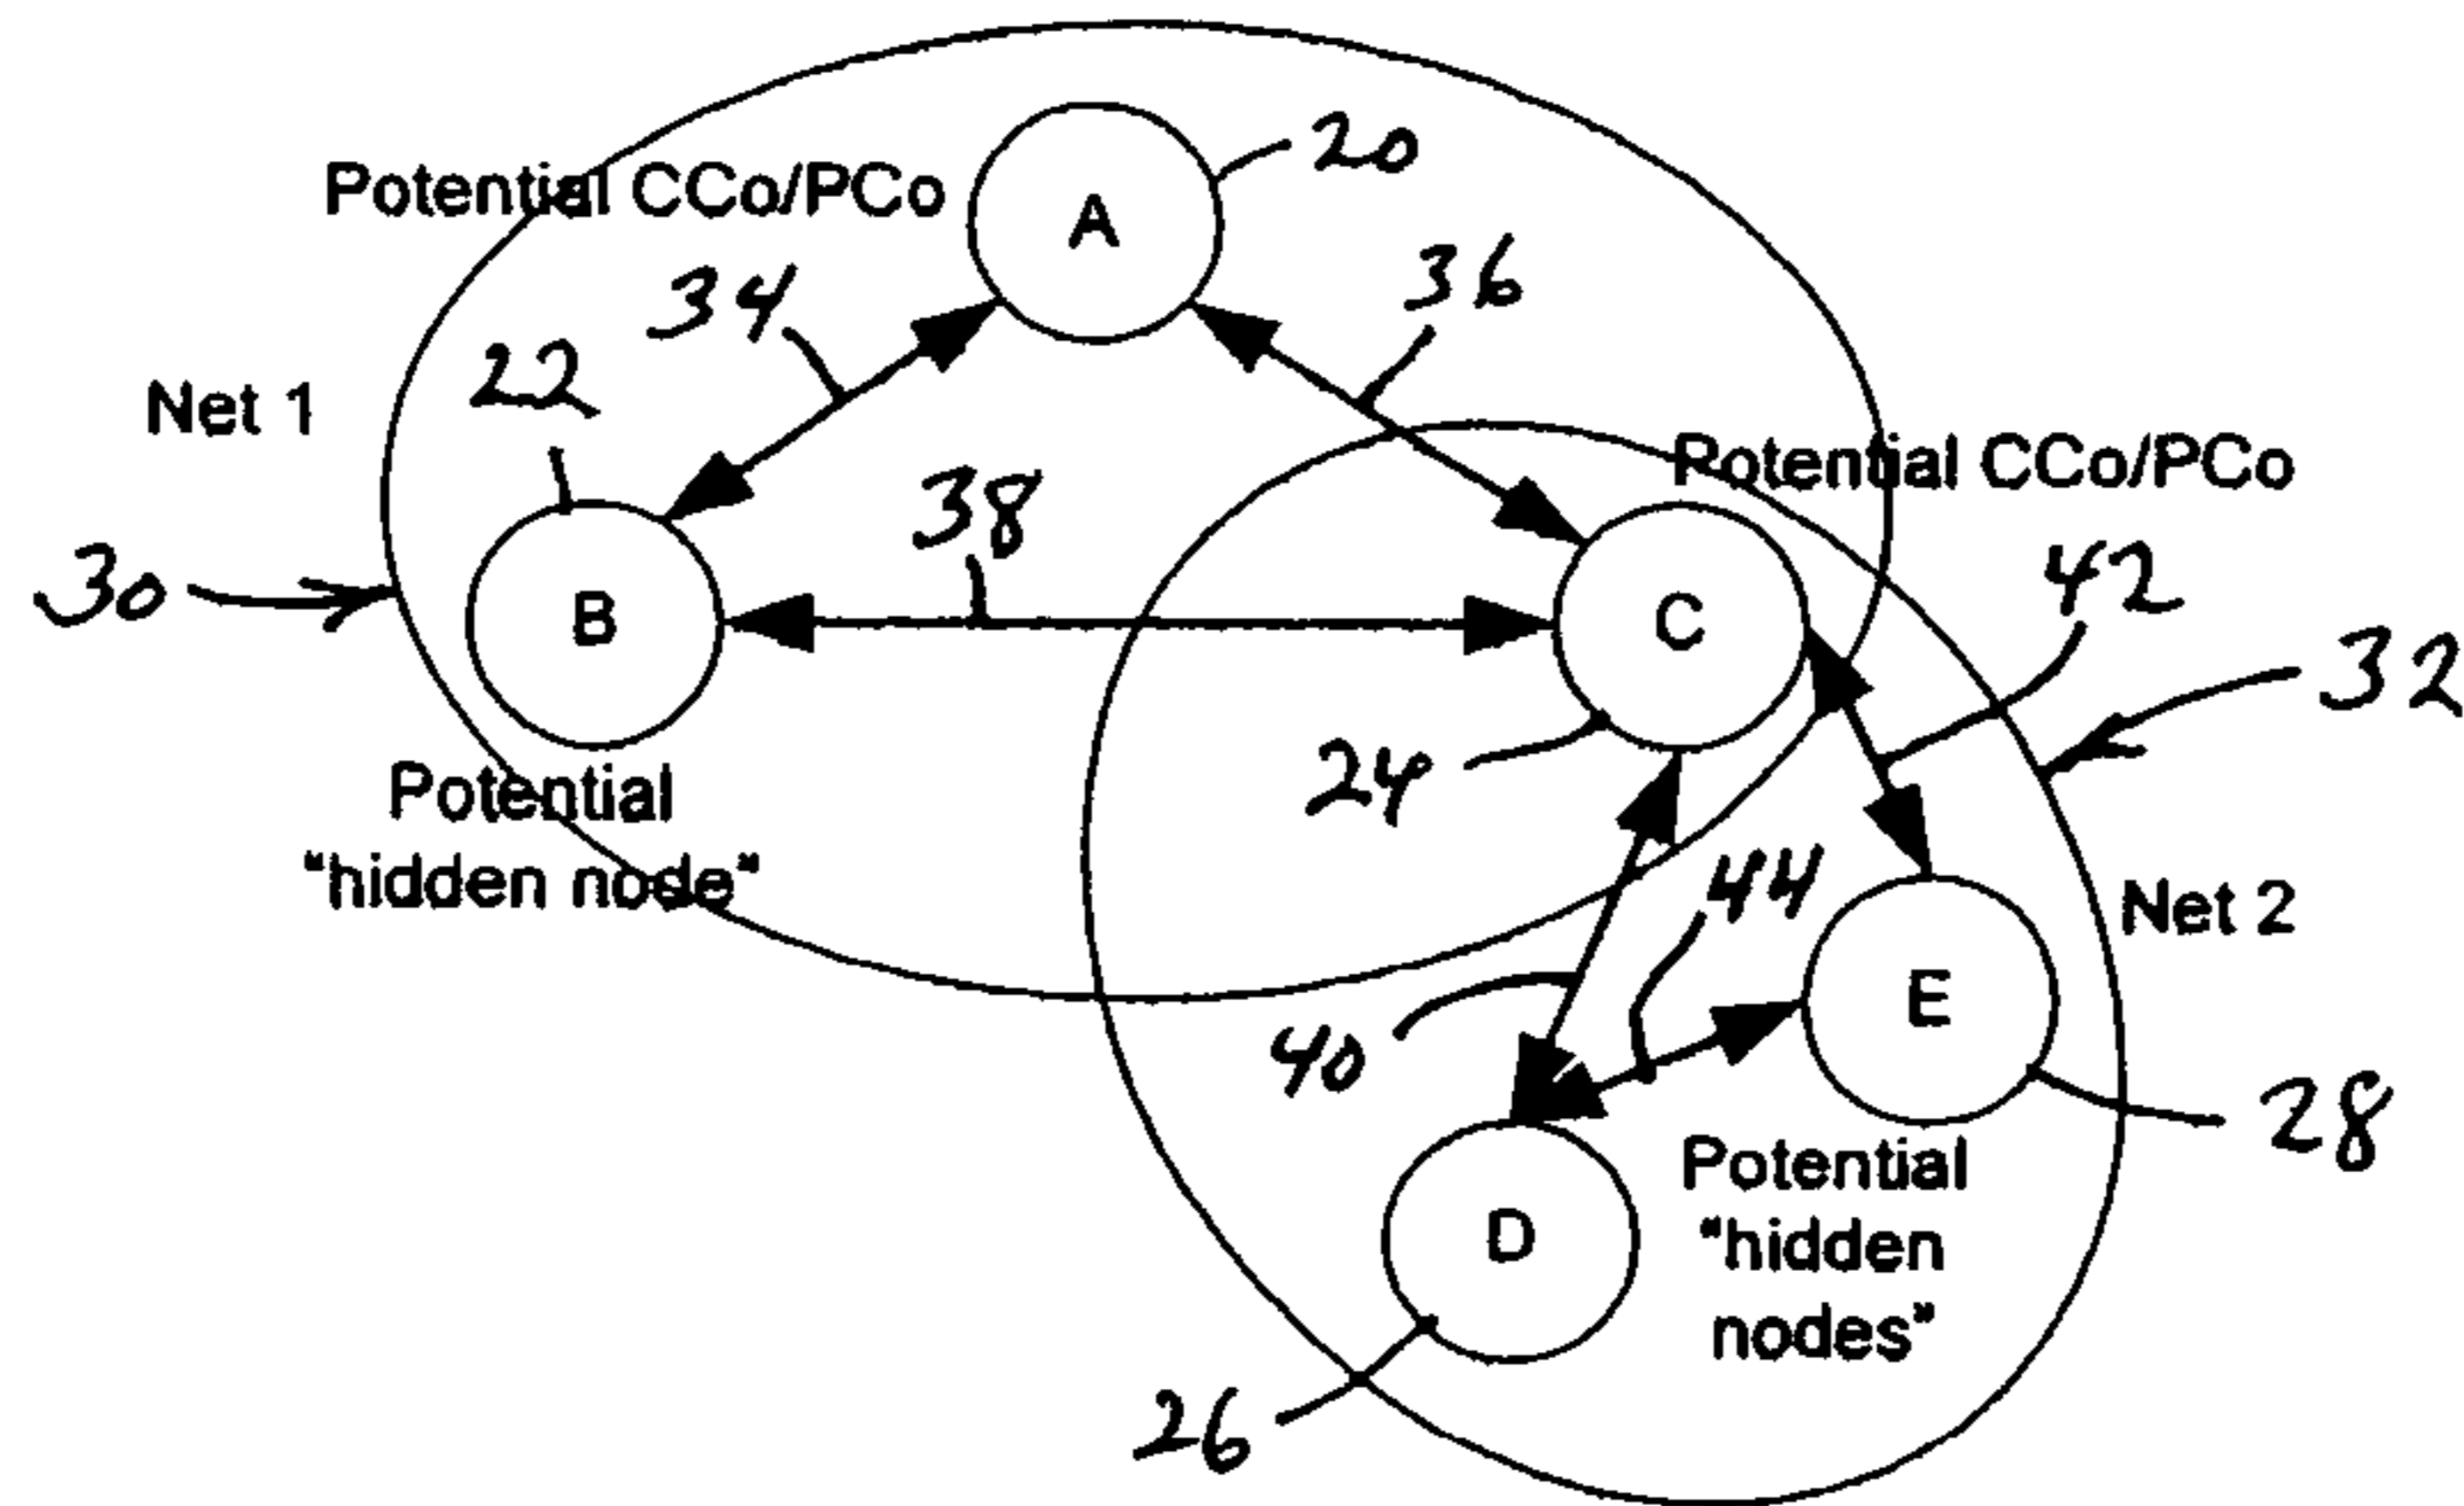 20
Potential CCo/PCo
A
36
34
22
Net 1
Potential CCo/PCo
38
42
30
B
C
32
24
Potential
"hidden node"
44
Net 2
E
40
28
Potential
D
"hidden
nodes"
26